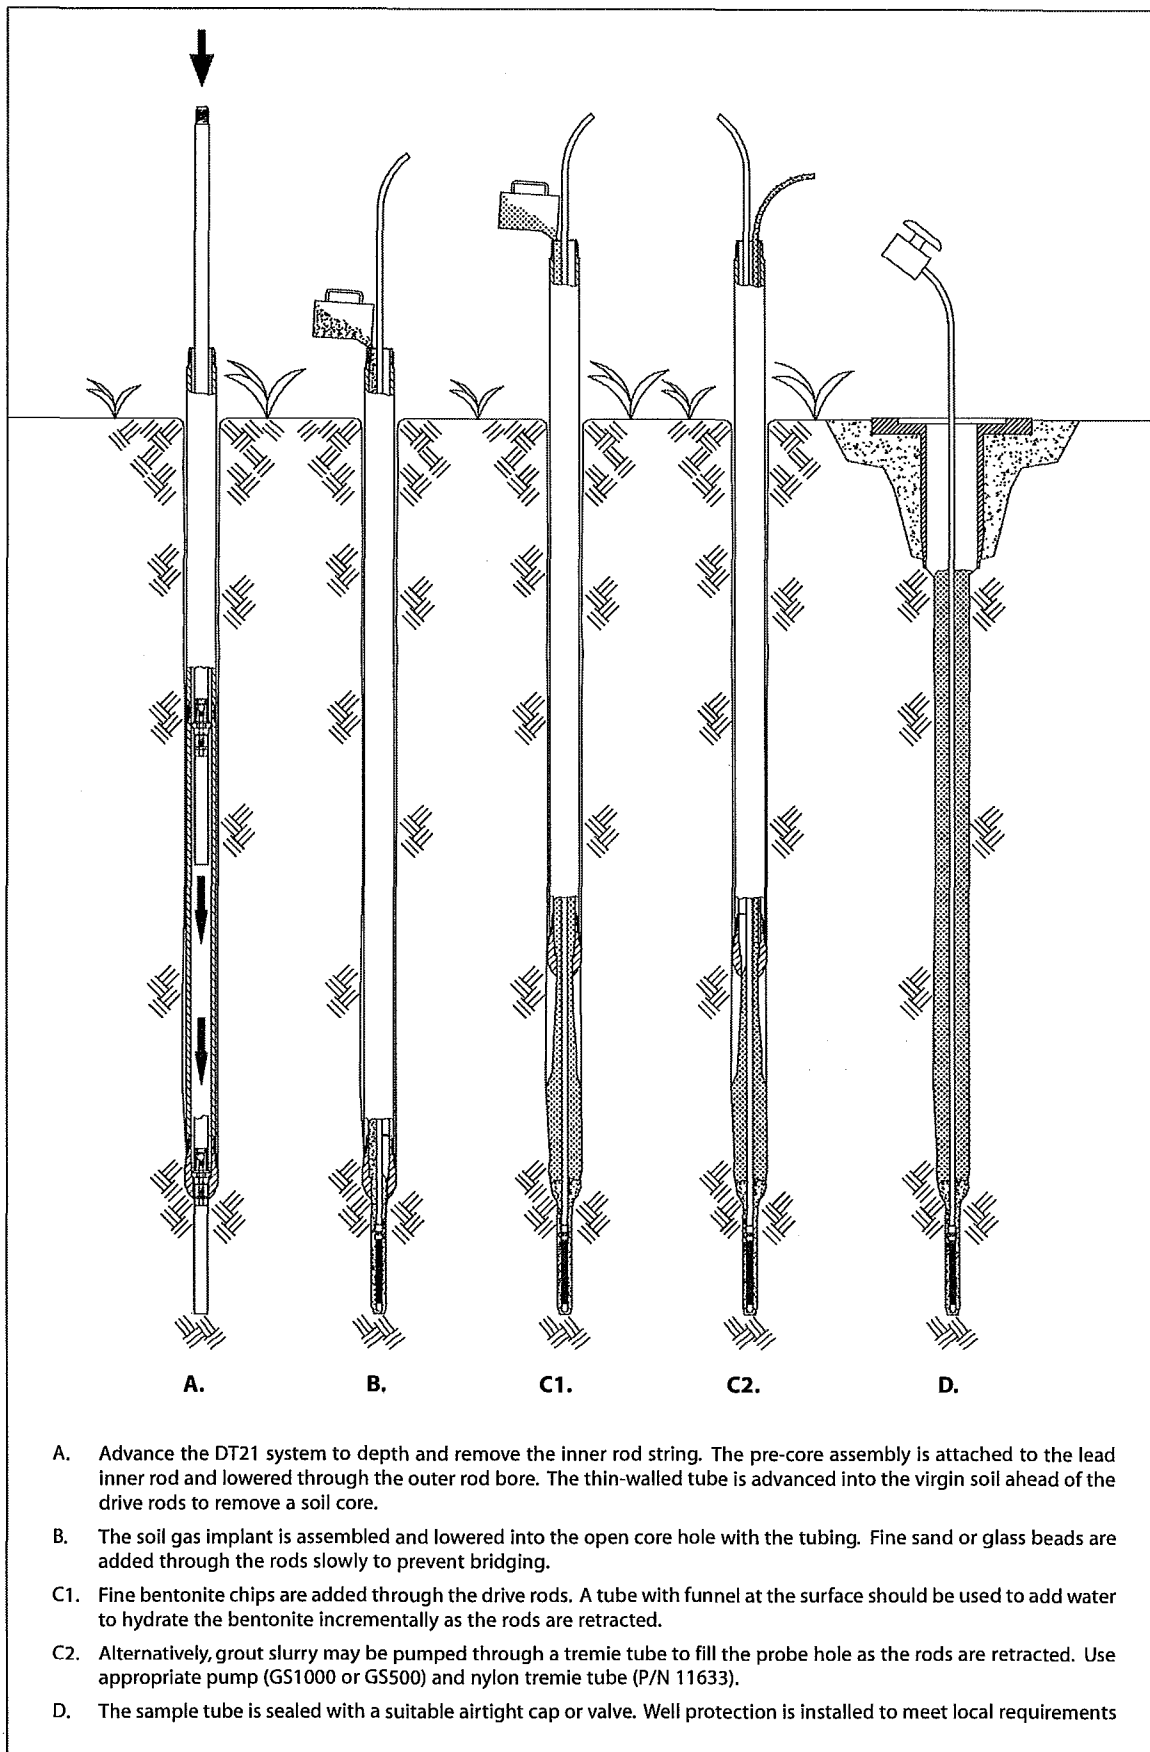 A. B. C1. C2. D.
A. Advance the DT21 system to depth and remove the inner rod string. The pre-core assembly is attached to the lead
inner rod and lowered through the outer rod bore. The thin-walled tube is advanced into the virgin soil ahead of the
drive rods to remove a soil core.
B. The soil gas implant is assembled and lowered into the open core hole with the tubing. Fine sand or glass beads are
added through the rods slowly to prevent bridging.
C1. Fine bentonite chips are added through the drive rods. A tube with funnel at the surface should be used to add water
to hydrate the bentonite incrementally as the rods are retracted.
C2. Alternatively, grout slurry may be pumped through a tremie tube to fill the probe hole as the rods are retracted. Use
appropriate pump (GS1000 or GS500) and nylon tremie tube (P/N 11633).
D. The sample tube is sealed with a suitable airtight cap or valve. Well protection is installed to meet local requirements